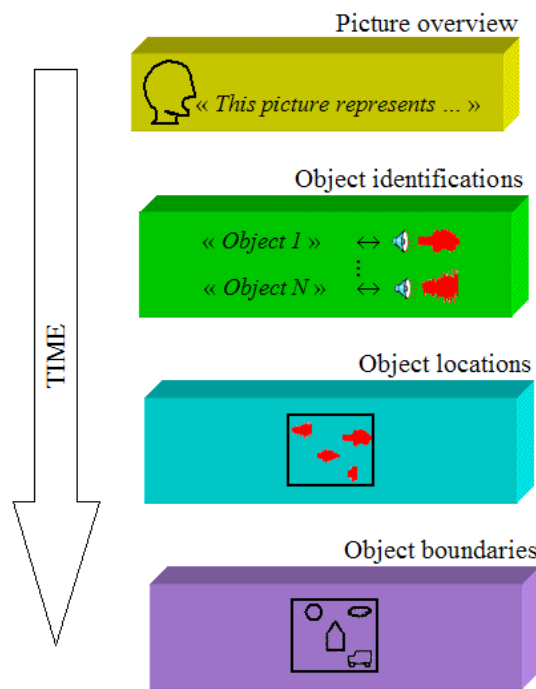 Picture overview
« This picture represents ... »
Object identifications
« Object 1 » ↔
⋮
« Object N » ↔
TIME
Object locations
Object boundaries